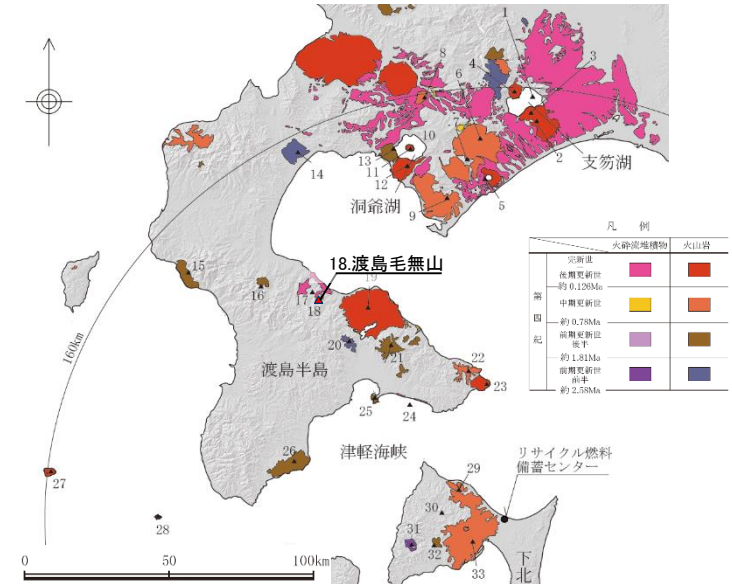 1
3
8
4
6
10
13
11
12
14
2
支笏湖
洞爺湖
9
5
凡 例
火砕流堆積物
火山岩
第四紀
完新世
後期更新世
約 0.126Ma
中期更新世
約 0.78Ma
前期更新世
後半
約 1.81Ma
前期更新世
前半
約 2.58Ma
15
16
17
18.渡島毛無山
18
19
160km
20
21
渡島半島
22
23
25
24
津軽海峡
26
27
28
リサイクル燃料
備蓄センター
29
30
31
32
33
下北
0
50
100km